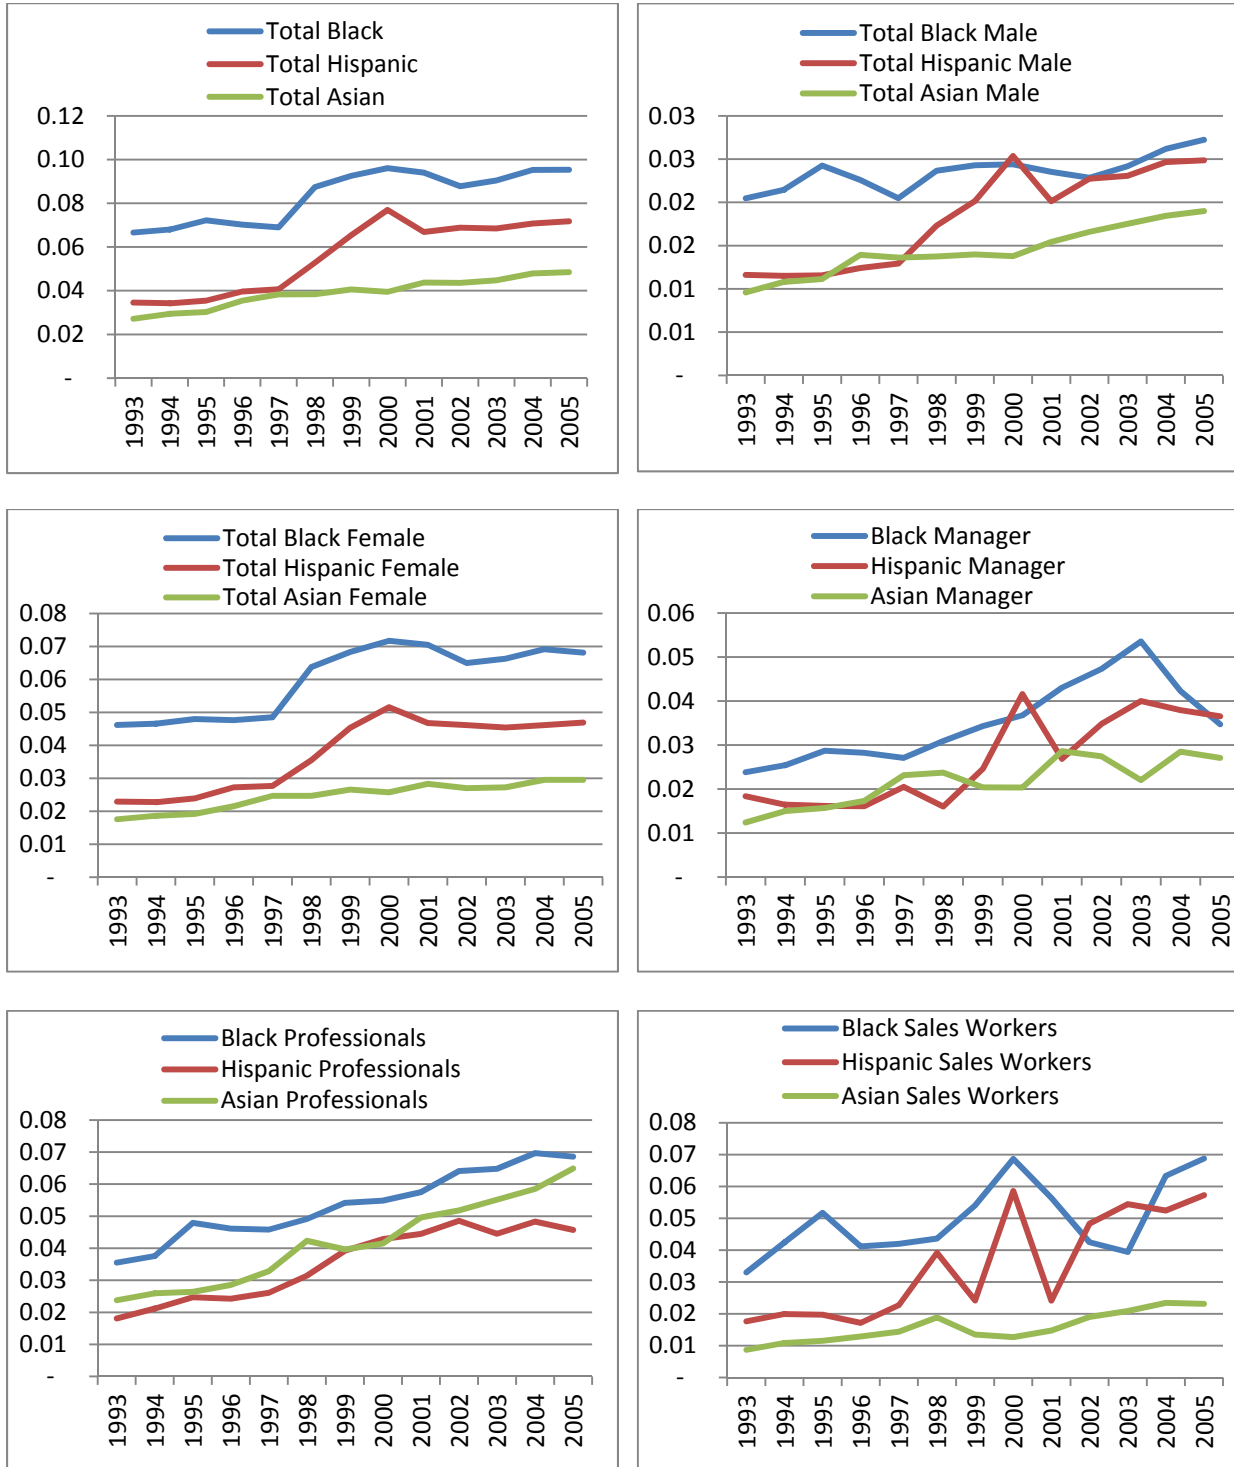 Total Black
Total Hispanic
Total Asian
0.12
0.10
0.08
0.06
0.04
0.02
-
1993 1994 1995 1996 1997 1998 1999 2000 2001 2002 2003 2004 2005
Total Black Male
Total Hispanic Male
Total Asian Male
0.03
0.03
0.02
0.02
0.01
0.01
-
1993 1994 1995 1996 1997 1998 1999 2000 2001 2002 2003 2004 2005
Total Black Female
Total Hispanic Female
Total Asian Female
0.08
0.07
0.06
0.05
0.04
0.03
0.02
0.01
-
1993 1994 1995 1996 1997 1998 1999 2000 2001 2002 2003 2004 2005
Black Manager
Hispanic Manager
Asian Manager
0.06
0.05
0.04
0.03
0.02
0.01
-
1993 1994 1995 1996 1997 1998 1999 2000 2001 2002 2003 2004 2005
Black Professionals
Hispanic Professionals
Asian Professionals
0.08
0.07
0.06
0.05
0.04
0.03
0.02
0.01
-
1993 1994 1995 1996 1997 1998 1999 2000 2001 2002 2003 2004 2005
Black Sales Workers
Hispanic Sales Workers
Asian Sales Workers
0.08
0.07
0.06
0.05
0.04
0.03
0.02
0.01
-
1993 1994 1995 1996 1997 1998 1999 2000 2001 2002 2003 2004 2005